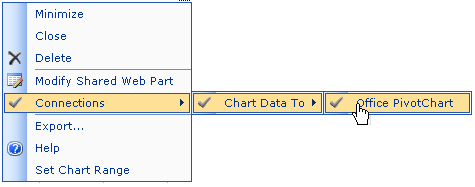 Minimize
Close
Delete
Modify Shared Web Part
Connections
Chart Data To
Office PivotChart
Export...
Help
Set Chart Range